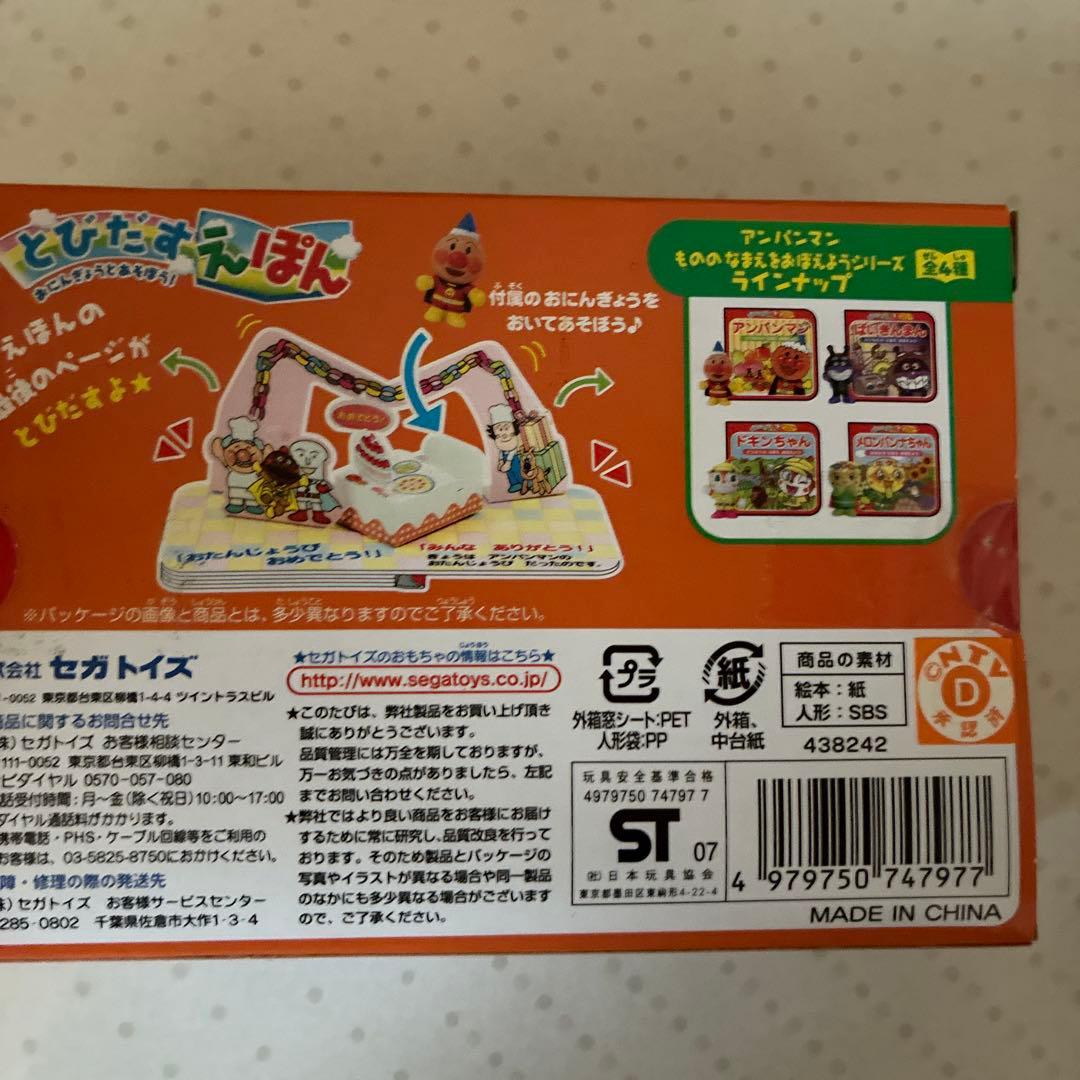 とびだすえほん
おにんぎょうとあそぼう!
えほんの
最後のページが
とびだすよ★
付属のおにんぎょうを
おいてあそぼう♪
おめでとう!
「おたんじょうび
おめでとう!」
「みんな ありがとう!」
きょうは アンパンマンの
おたんじょうび だったのです。
※パッケージの画像と商品とは、多少異なりますのでご了承ください。
アンパンマン
もののなまえをおぼえようシリーズ
ラインナップ
全4種
アンパンマン
ばいきんまん
ドキンちゃん
メロンパンナちゃん
式会社 セガトイズ
1-0052 東京都台東区柳橋1-4-4 ツイントラスビル
商品に関するお問合せ先
株)セガトイズ お客様相談センター
111-0052 東京都台東区柳橋1-3-11 東和ビル
ビダイヤル 0570-057-080
話受付時間:月〜金(除く祝日)10:00〜17:00
ダイヤル通話料がかかります。
携帯電話・PHS・ケーブル回線等をご利用の
お客様は、03-5825-8750におかけください。
障・修理の際の発送先
株)セガトイズ お客様サービスセンター
285-0802 千葉県佐倉市大作1-3-4
★セガトイズのおもちゃの情報はこちら★
http://www.segatoys.co.jp/
★このたびは、弊社製品をお買い上げ頂き
誠にありがとうございます。
品質管理には万全を期しておりますが、
万一お気づきの点がありましたら、左記
までお問い合わせください。
★弊社ではより良い商品をお客様にお届け
するために常に研究し、品質改良を行って
おります。そのため製品とパッケージの
写真やイラストが異なる場合や同一製品
のなかにも多少異なる場合がございます
ので、ご了承ください。
プラ
外箱窓シート:PET
人形袋:PP
紙
外箱、
中台紙
商品の素材
絵本:紙
人形:SBS
438242
CNTV
D
承認済
玩具安全基準合格
4979750 74797 7
ST 07
(社)日本玩具協会
東京都墨田区東駒形4-22-4
4 979750 747977
MADE IN CHINA